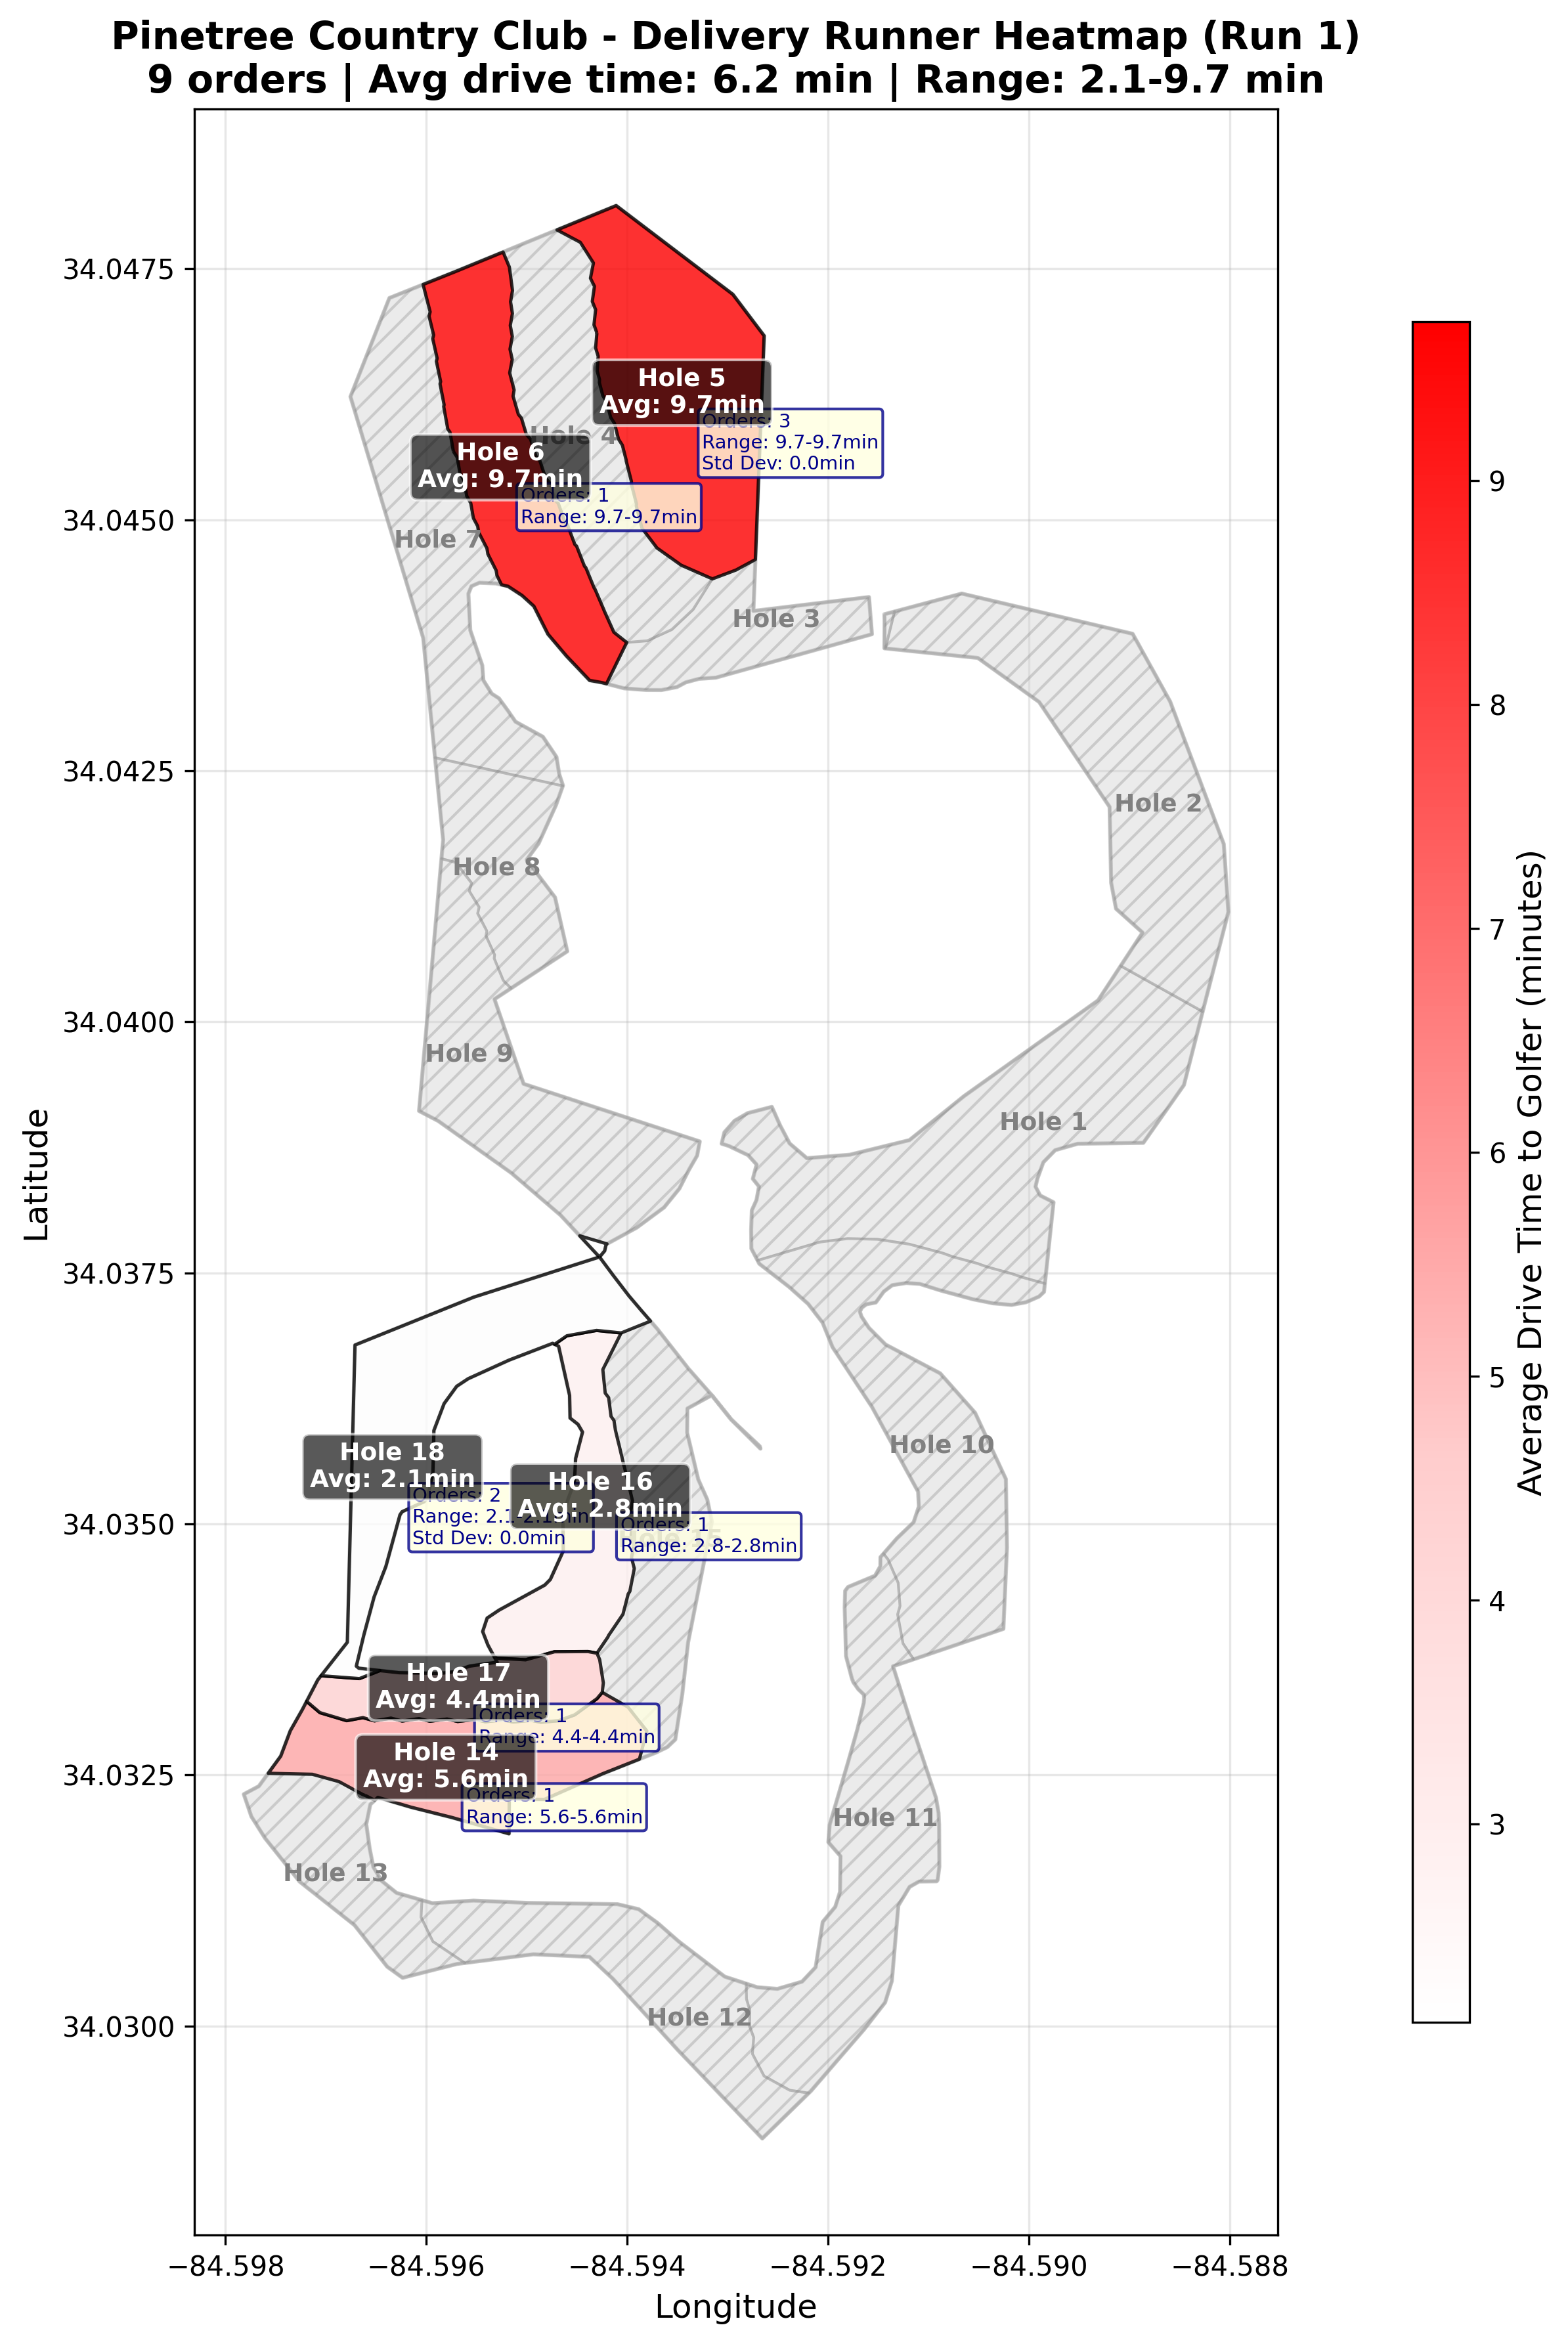 Pinetree Country Club - Delivery Runner Heatmap (Run 1)
9 orders | Avg drive time: 6.2 min | Range: 2.1-9.7 min
Latitude
34.0475
34.0450
34.0425
34.0400
34.0375
34.0350
34.0325
34.0300
Hole 5
Avg: 9.7min
Orders: 3
Range: 9.7-9.7min
Std Dev: 0.0min
Hole 4
Hole 6
Avg: 9.7min
Orders: 1
Range: 9.7-9.7min
Hole 7
Hole 3
Hole 2
Hole 8
Hole 9
Hole 1
Hole 10
Hole 18
Avg: 2.1min
Orders: 2
Range: 2.1-2.1min
Std Dev: 0.0min
Hole 16
Avg: 2.8min
Orders: 1
Range: 2.8-2.8min
Hole 17
Avg: 4.4min
Orders: 1
Range: 4.4-4.4min
Hole 14
Avg: 5.6min
Orders: 1
Range: 5.6-5.6min
Hole 11
Hole 13
Hole 12
−84.598
−84.596
−84.594
−84.592
−84.590
−84.588
Longitude
9
8
7
6
5
4
3
Average Drive Time to Golfer (minutes)